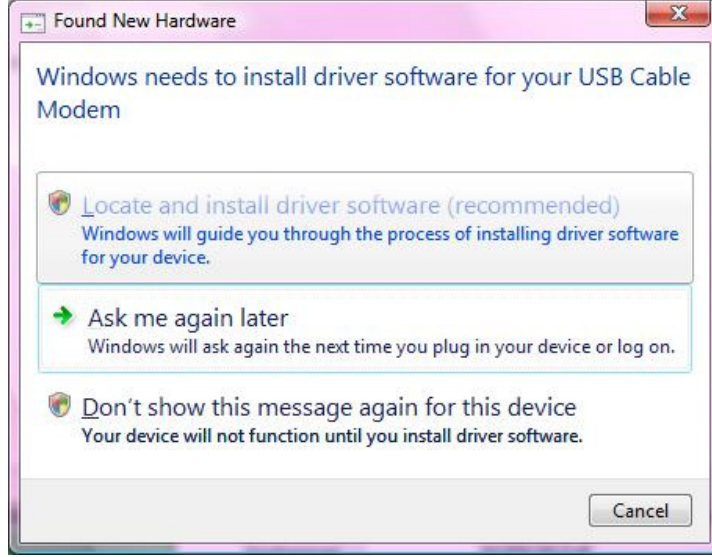 Found New Hardware
Windows needs to install driver software for your USB Cable
Modem
Locate and install driver software (recommended)
Windows will guide you through the process of installing driver software
for your device.
Ask me again later
Windows will ask again the next time you plug in your device or log on.
Don't show this message again for this device
Your device will not function until you install driver software.
Cancel